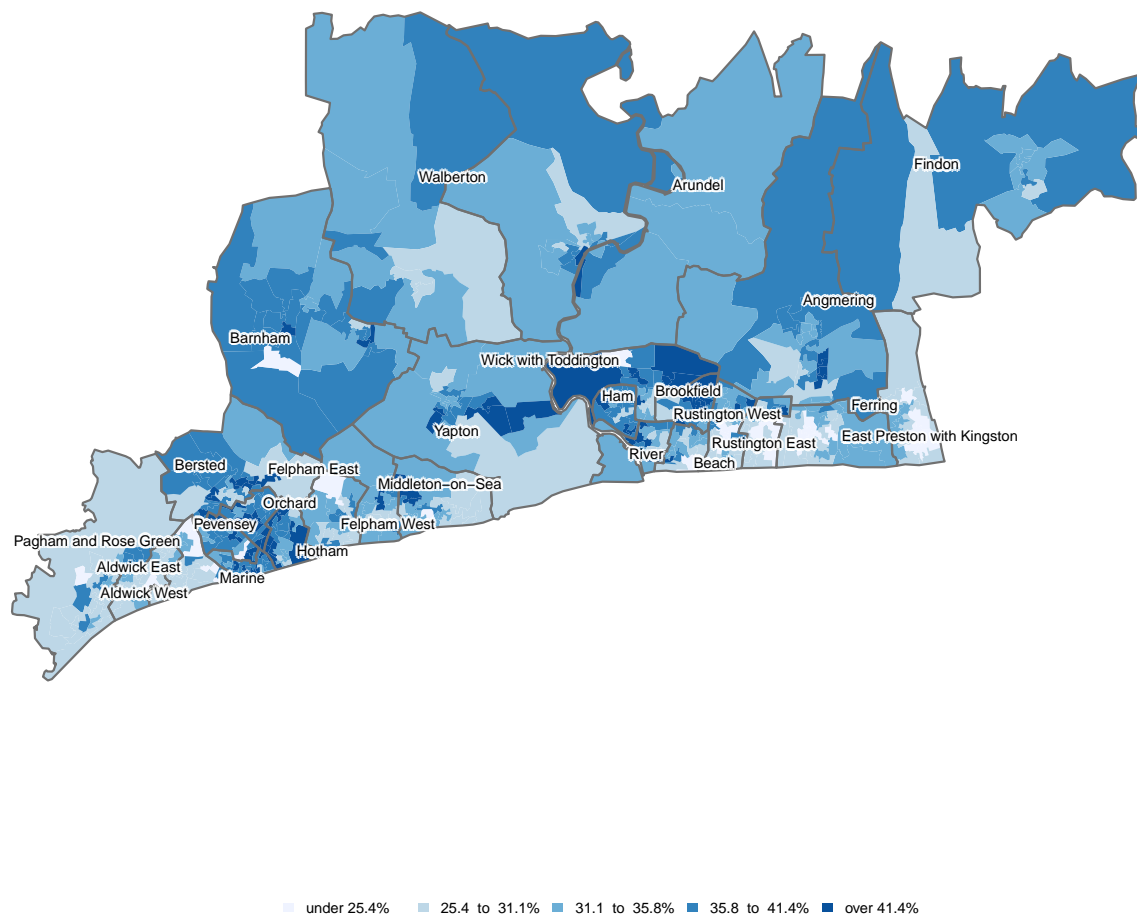 Walberton
Arundel
Findon
Angmering
Barnham
Wick with Toddington
Ham
Brookfield
Rustington West
Ferring
Yapton
Rustington East
East Preston with Kingston
River
Beach
Bersted
Felpham East
Middleton−on−Sea
Orchard
Pevensey
Felpham West
Pagham and Rose Green
Hotham
Aldwick East
Marine
Aldwick West
under 25.4% 25.4 to 31.1% 31.1 to 35.8% 35.8 to 41.4% over 41.4%